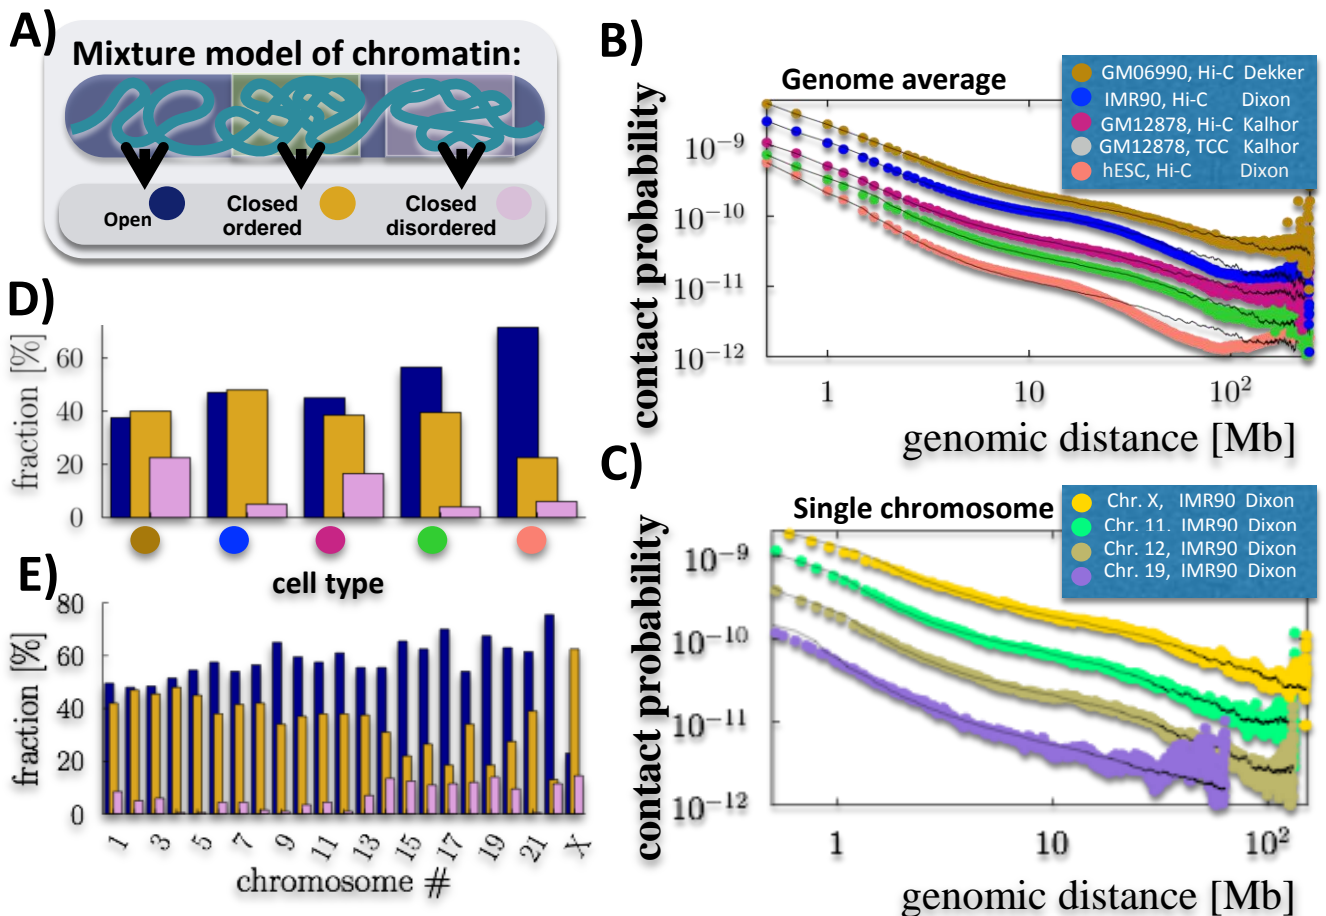 A)
Mixture model of chromatin:
Open
Closed
ordered
Closed
disordered
B)
Genome average
GM06990, Hi-C Dekker
IMR90, Hi-C Dixon
GM12878, Hi-C Kalhor
GM12878, TCC Kalhor
hESC, Hi-C Dixon
contact probability
10−9
10−10
10−11
10−12
1
10
10²
genomic distance [Mb]
C)
Single chromosome
Chr. X, IMR90 Dixon
Chr. 11, IMR90 Dixon
Chr. 12, IMR90 Dixon
Chr. 19, IMR90 Dixon
contact probability
10−9
10−10
10−11
10−12
1
10
10²
genomic distance [Mb]
D)
fraction [%]
60
40
20
0
cell type
E)
fraction [%]
80
60
40
20
0
1 3 5 7 9 11 13 15 17 19 21 X
chromosome #